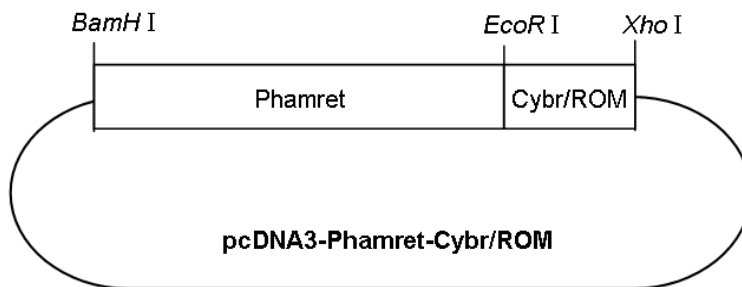 BamH I EcoR I Xho I
Phamret Cybr/ROM
pcDNA3-Phamret-Cybr/ROM